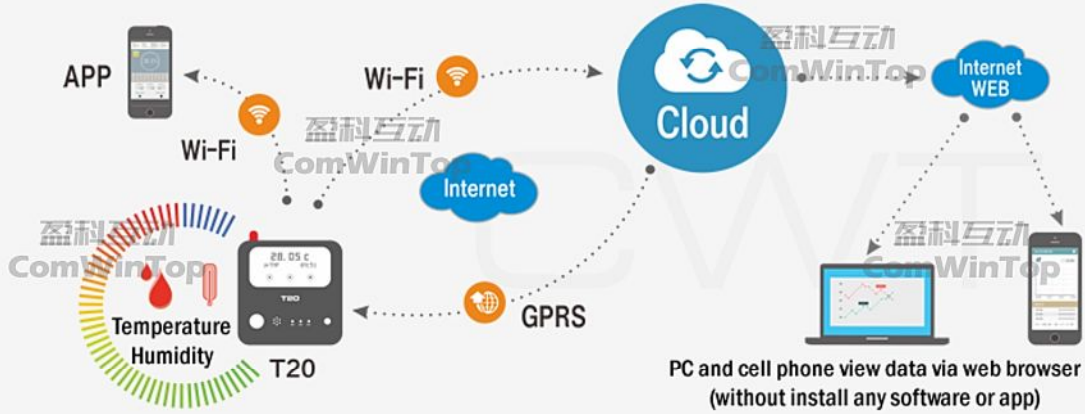 APP
Wi-Fi
Wi-Fi
Cloud
Internet
WEB
Internet
GPRS
28.05c
T20
Temperature
Humidity
T20
PC and cell phone view data via web browser
(without install any software or app)
盈科互动
ComWinTop
盈科互动
ComWinTop
盈科互动
ComWinTop
盈科互动
ComWinTop
CWT